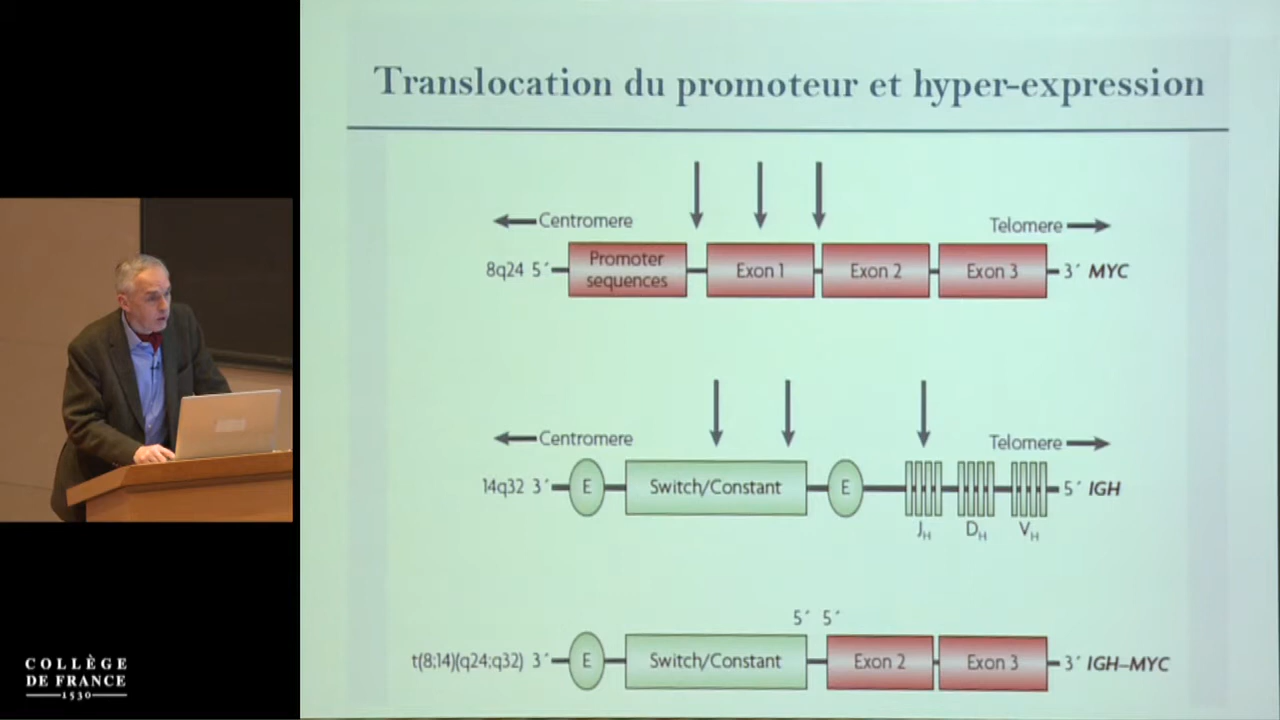 Translocation du promoteur et hyper-expression
Centromere
Telomere
8q24 5´
Promoter
sequences
Exon 1
Exon 2
Exon 3
3´ MYC
Centromere
Telomere
14q32 3´
E
Switch/Constant
E
5´ IGH
JH
DH
VH
5´ 5´
t(8;14)(q24;q32) 3´
E
Switch/Constant
Exon 2
Exon 3
3´ IGH–MYC
COLLÈGE
DE FRANCE
1530